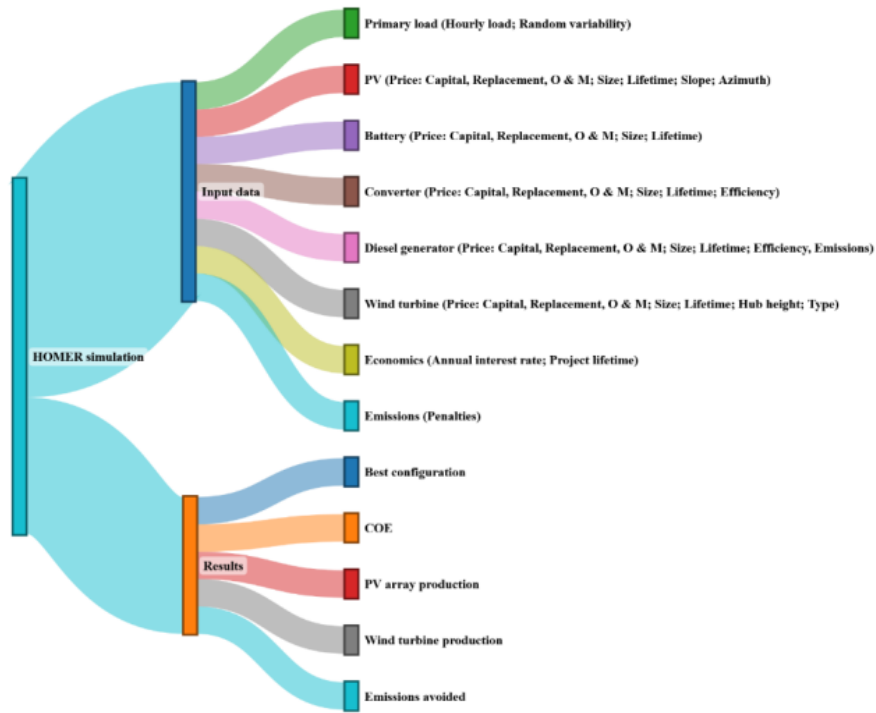 Primary load (Hourly load; Random variability)
PV (Price: Capital, Replacement, O & M; Size; Lifetime; Slope; Azimuth)
Battery (Price: Capital, Replacement, O & M; Size; Lifetime)
Input data
Converter (Price: Capital, Replacement, O & M; Size; Lifetime; Efficiency)
Diesel generator (Price: Capital, Replacement, O & M; Size; Lifetime; Efficiency, Emissions)
Wind turbine (Price: Capital, Replacement, O & M; Size; Lifetime; Hub height; Type)
HOMER simulation
Economics (Annual interest rate; Project lifetime)
Emissions (Penalties)
Best configuration
COE
Results
PV array production
Wind turbine production
Emissions avoided